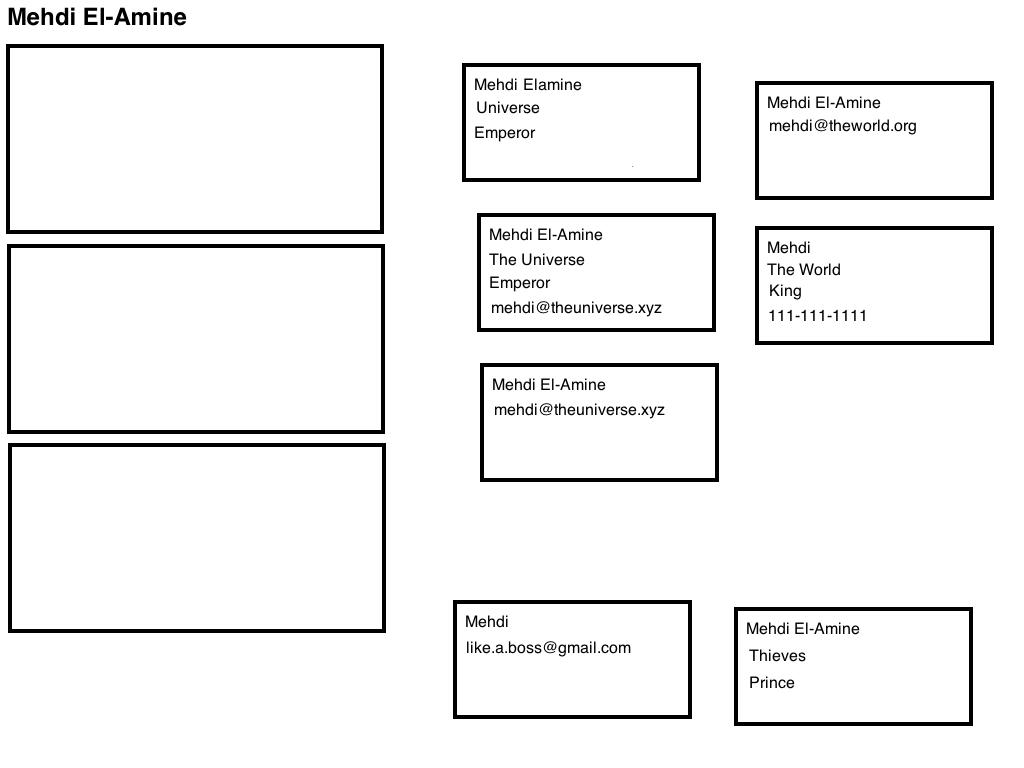 Mehdi El-Amine
Mehdi Elamine
Universe
Emperor
Mehdi El-Amine
mehdi@theworld.org
Mehdi El-Amine
The Universe
Emperor
mehdi@theuniverse.xyz
Mehdi
The World
King
111-111-1111
Mehdi El-Amine
mehdi@theuniverse.xyz
Mehdi
like.a.boss@gmail.com
Mehdi El-Amine
Thieves
Prince